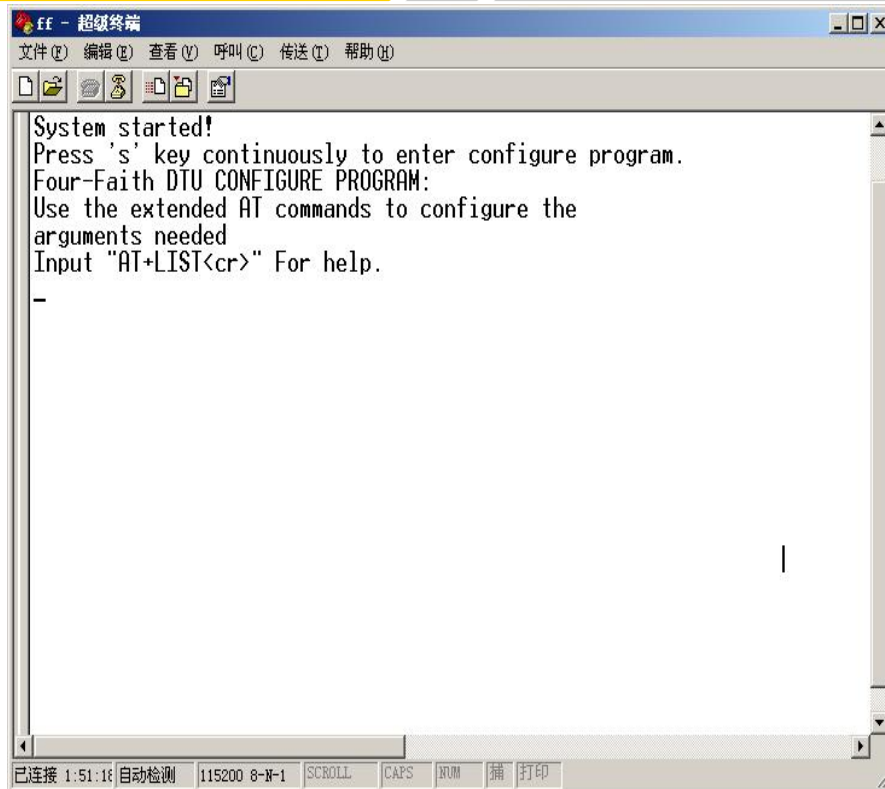 ff - 超级终端
文件(F) 编辑(E) 查看(V) 呼叫(C) 传送(T) 帮助(H)
System started!
Press 's' key continuously to enter configure program.
Four-Faith DTU CONFIGURE PROGRAM:
Use the extended AT commands to configure the
arguments needed
Input "AT+LIST<cr>" For help.
已连接 1:51:18 自动检测 115200 8-N-1 SCROLL CAPS NUM 捕 打印